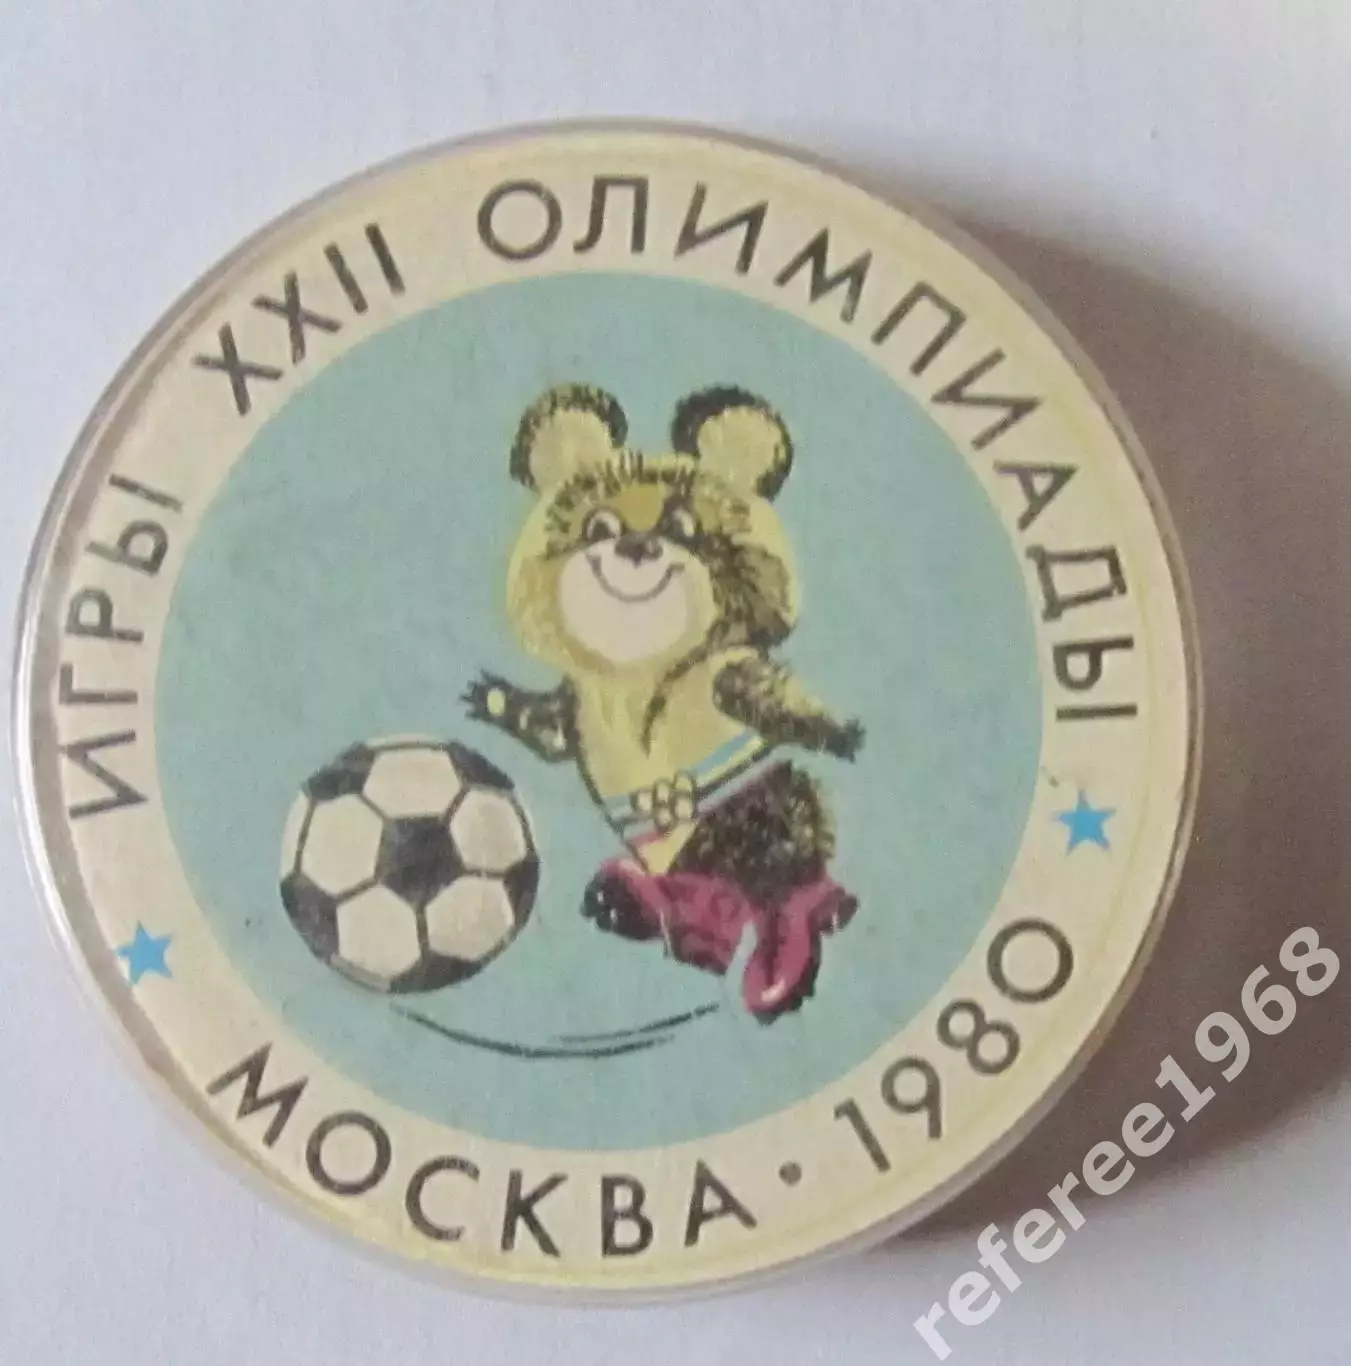 ИГРЫ XXII ОЛИМПИАДЫ
МОСКВА · 1980
referee1968